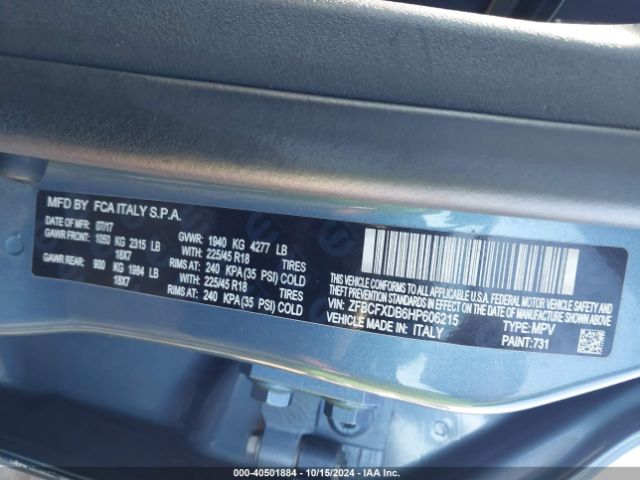 MFD BY FCA ITALY S.P.A.
DATE OF MFR: 07/17 GVWR: 1940 KG 4277 LB
GAWR FRONT: 1050 KG 2315 LB WITH 225/45 R18 TIRES
18X7 RIMS AT: 240 KPA(35 PSI) COLD
GAWR REAR: 900 KG 1984 LB WITH 225/45 R18 TIRES
18X7 RIMS AT: 240 KPA(35 PSI) COLD
THIS VEHICLE CONFORMS TO ALL APPLICABLE U.S.A. FEDERAL MOTOR VEHICLE SAFETY
BUMPER, AND THEFT PREVENTION STANDARDS IN EFFECT ON THE DATE OF MANUFACTURE SHOWN ABOVE.
VIN: ZFBCFXDB6HP606215 TYPE: MPV
VEHICLE MADE IN: ITALY PAINT: 731
000-40501884 - 10/15/2024 - IAA Inc.